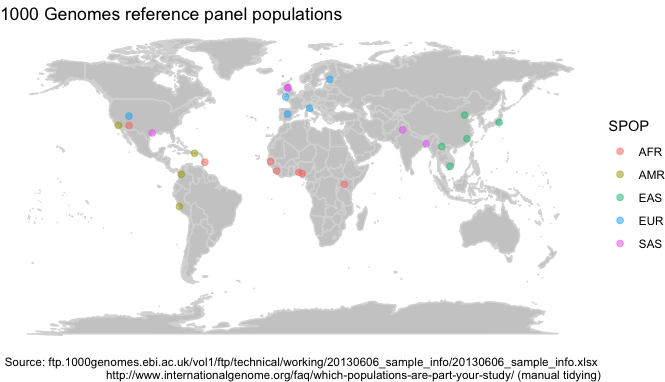 1000 Genomes reference panel populations
SPOP
AFR
AMR
EAS
EUR
SAS
Source: ftp.1000genomes.ebi.ac.uk/vol1/ftp/technical/working/20130606_sample_info/20130606_sample_info.xlsx
http://www.internationalgenome.org/faq/which-populations-are-part-your-study/ (manual tidying)